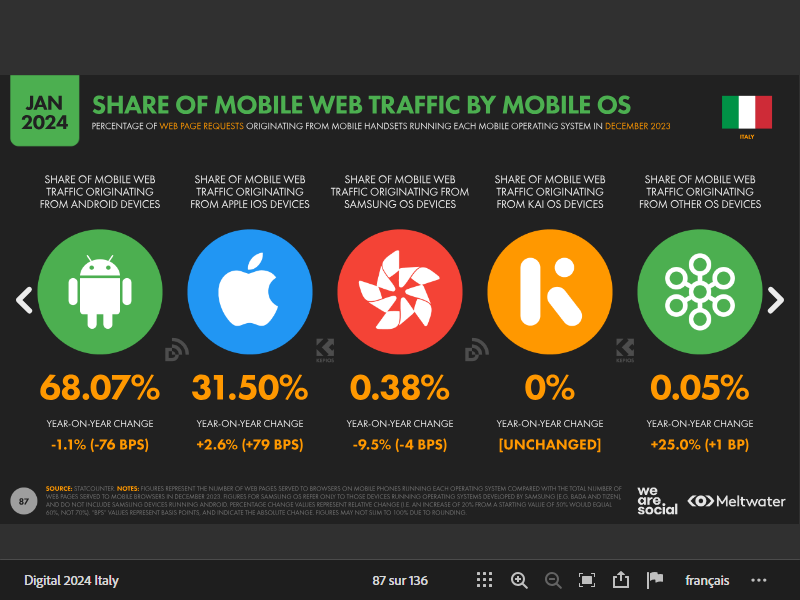 JAN
2024
SHARE OF MOBILE WEB TRAFFIC BY MOBILE OS
PERCENTAGE OF WEB PAGE REQUESTS ORIGINATING FROM MOBILE HANDSETS RUNNING EACH MOBILE OPERATING SYSTEM IN DECEMBER 2023
ITALY
SHARE OF MOBILE WEB
TRAFFIC ORIGINATING
FROM ANDROID DEVICES
SHARE OF MOBILE WEB
TRAFFIC ORIGINATING
FROM APPLE IOS DEVICES
SHARE OF MOBILE WEB
TRAFFIC ORIGINATING FROM
SAMSUNG OS DEVICES
SHARE OF MOBILE WEB
TRAFFIC ORIGINATING
FROM KAI OS DEVICES
SHARE OF MOBILE WEB
TRAFFIC ORIGINATING
FROM OTHER OS DEVICES
KEPIOS
KEPIOS
68.07%
31.50%
0.38%
0%
0.05%
YEAR-ON-YEAR CHANGE
-1.1% (-76 BPS)
YEAR-ON-YEAR CHANGE
+2.6% (+79 BPS)
YEAR-ON-YEAR CHANGE
-9.5% (-4 BPS)
YEAR-ON-YEAR CHANGE
[UNCHANGED]
YEAR-ON-YEAR CHANGE
+25.0% (+1 BP)
87
SOURCE: STATCOUNTER. NOTES: FIGURES REPRESENT THE NUMBER OF WEB PAGES SERVED TO BROWSERS ON MOBILE PHONES RUNNING EACH OPERATING SYSTEM COMPARED WITH THE TOTAL NUMBER OF
WEB PAGES SERVED TO MOBILE BROWSERS IN DECEMBER 2023. FIGURES FOR SAMSUNG OS REFER ONLY TO THOSE DEVICES RUNNING OPERATING SYSTEMS DEVELOPED BY SAMSUNG (E.G. BADA AND TIZEN),
AND DO NOT INCLUDE SAMSUNG DEVICES RUNNING ANDROID. PERCENTAGE CHANGE VALUES REPRESENT RELATIVE CHANGE (I.E. AN INCREASE OF 20% FROM A STARTING VALUE OF 50% WOULD EQUAL
60%, NOT 70%). "BPS" VALUES REPRESENT BASIS POINTS, AND INDICATE THE ABSOLUTE CHANGE. FIGURES MAY NOT SUM TO 100% DUE TO ROUNDING.
we
are.
social
Meltwater
Digital 2024 Italy
87 sur 136
français